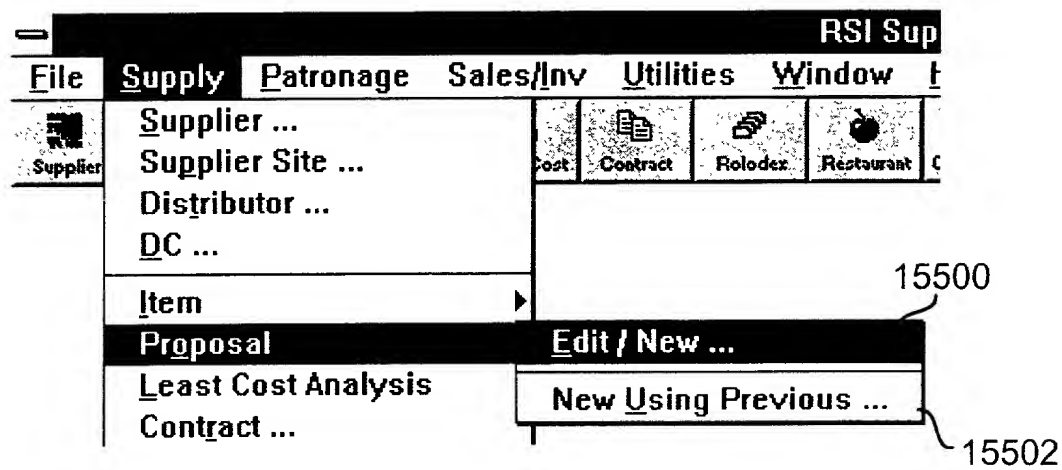 RSI Sup
File Supply Patronage Sales/Inv Utilities Window
Supplier ...
Supplier Cost Contract Rolodex Restaurant
Supplier Site ...
Distributor ...
DC ...
15500
Item
Proposal Edit / New ...
Least Cost Analysis
New Using Previous ...
Contract ...
15502